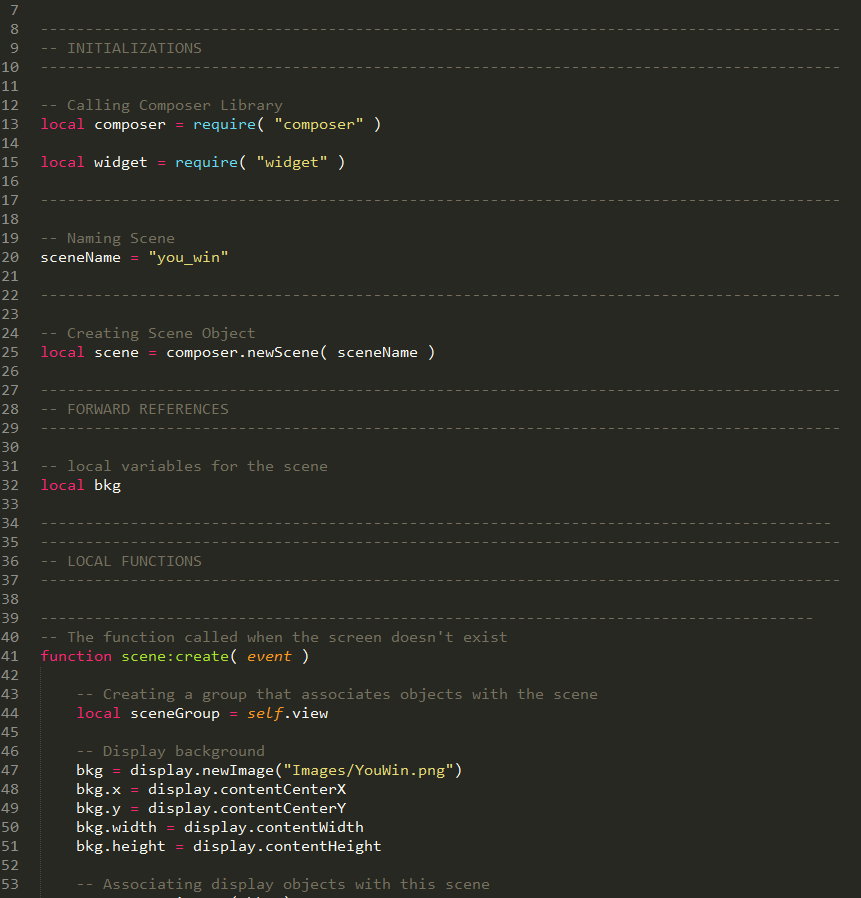 7
8 -----------------------------------------------------------------------------------------
9 -- INITIALIZATIONS
10 -----------------------------------------------------------------------------------------
11
12 -- Calling Composer Library
13 local composer = require( "composer" )
14
15 local widget = require( "widget" )
16
17 -----------------------------------------------------------------------------------------
18
19 -- Naming Scene
20 sceneName = "you_win"
21
22 -----------------------------------------------------------------------------------------
23
24 -- Creating Scene Object
25 local scene = composer.newScene( sceneName )
26
27 -----------------------------------------------------------------------------------------
28 -- FORWARD REFERENCES
29 -----------------------------------------------------------------------------------------
30
31 -- local variables for the scene
32 local bkg
33
34 ----------------------------------------------------------------------------------------
35 -----------------------------------------------------------------------------------------
36 -- LOCAL FUNCTIONS
37 -----------------------------------------------------------------------------------------
38
39 --------------------------------------------------------------------------------------
40 -- The function called when the screen doesn't exist
41 function scene:create( event )
42
43     -- Creating a group that associates objects with the scene
44     local sceneGroup = self.view
45
46     -- Display background
47     bkg = display.newImage("Images/YouWin.png")
48     bkg.x = display.contentCenterX
49     bkg.y = display.contentCenterY
50     bkg.width = display.contentWidth
51     bkg.height = display.contentHeight
52
53     -- Associating display objects with this scene